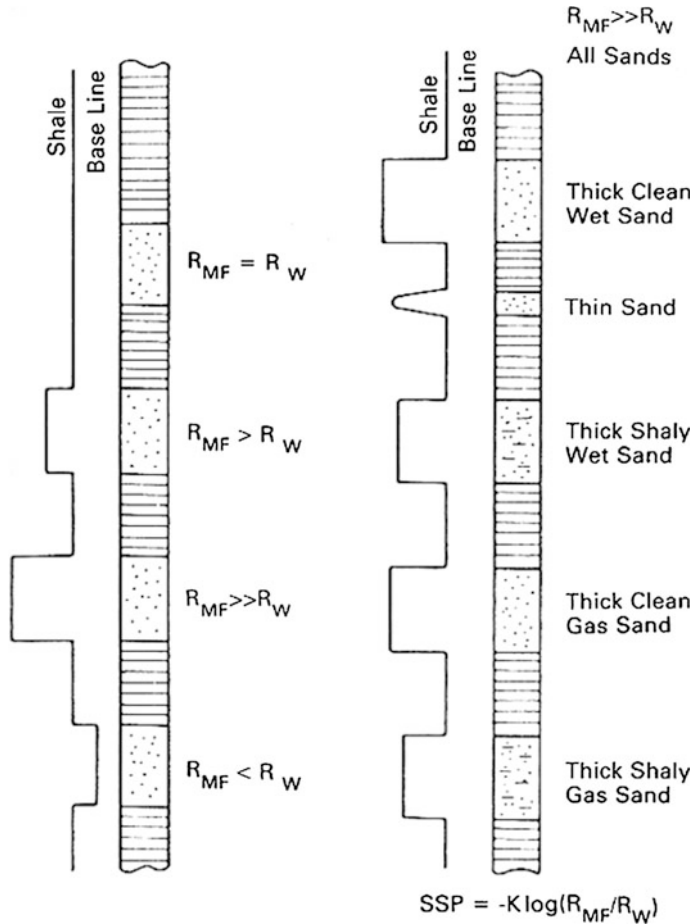 Shale
Base Line
R_MF = R_W
R_MF > R_W
R_MF>>R_W
R_MF < R_W
R_MF>>R_W
All Sands
Shale
Base Line
Thick Clean
Wet Sand
Thin Sand
Thick Shaly
Wet Sand
Thick Clean
Gas Sand
Thick Shaly
Gas Sand
SSP = -Klog(R_MF/R_W)